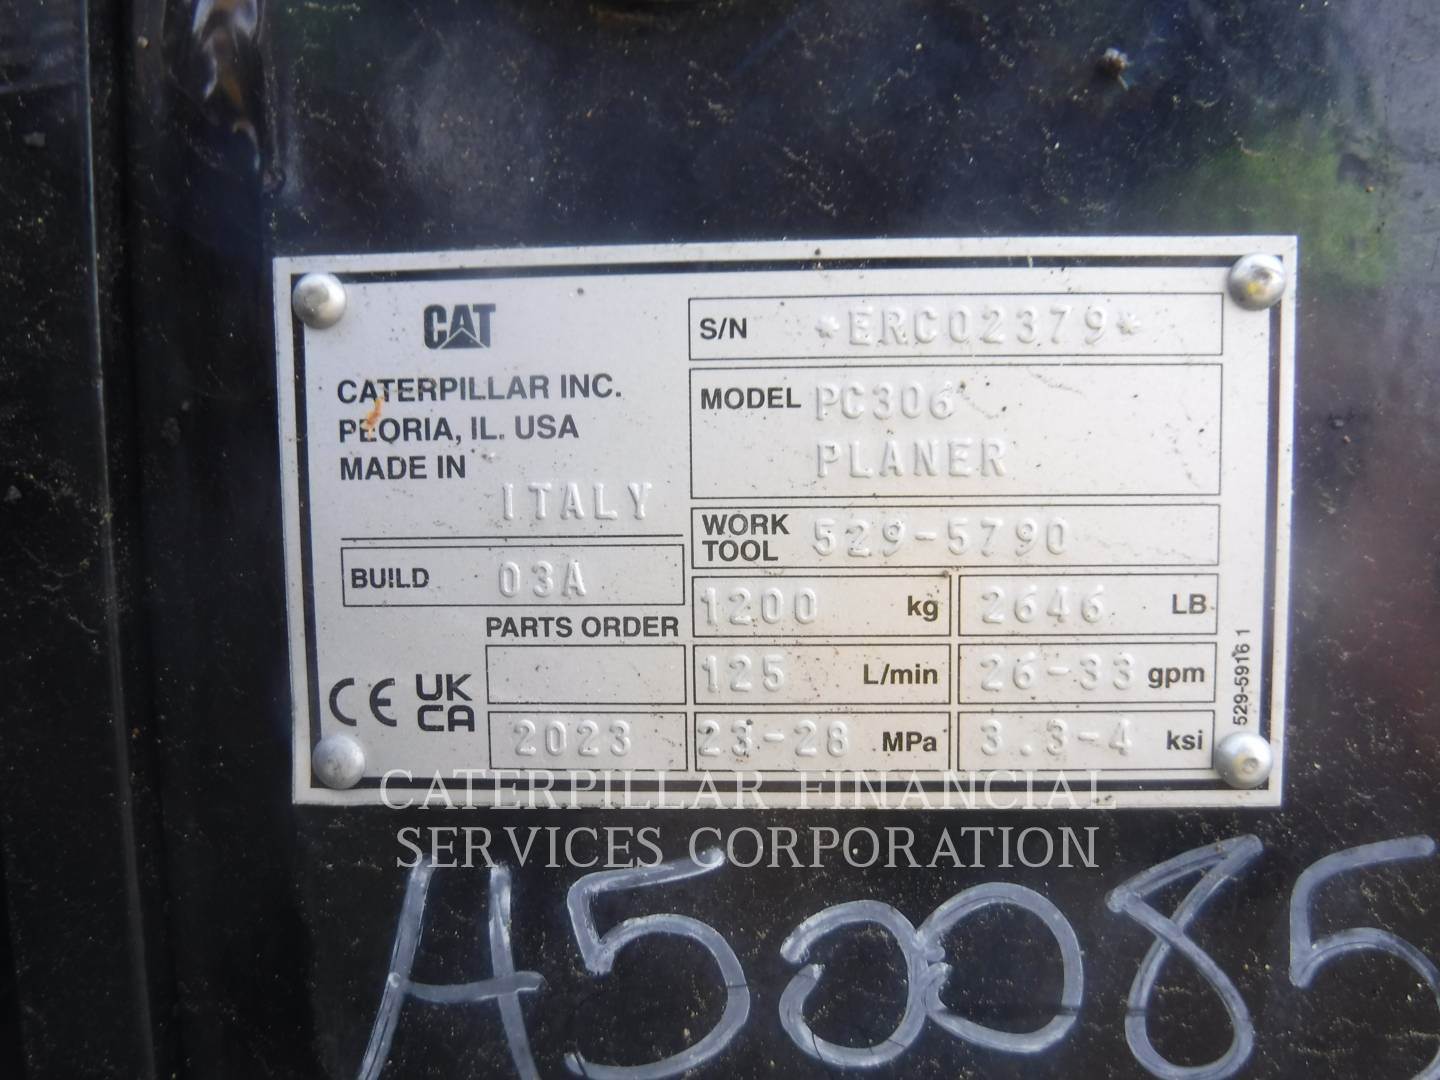 CAT
CATERPILLAR INC.
PEORIA, IL. USA
MADE IN
ITALY
BUILD 03A
PARTS ORDER
CE UK CA
2023
S/N *ERC02379*
MODEL PC306
PLANER
WORK TOOL 529-5790
1200 kg 2646 LB
125 L/min 26-33 gpm
23-28 MPa 3.3-4 ksi
529-5916 1
CATERPILLAR FINANCIAL
SERVICES CORPORATION
A50085